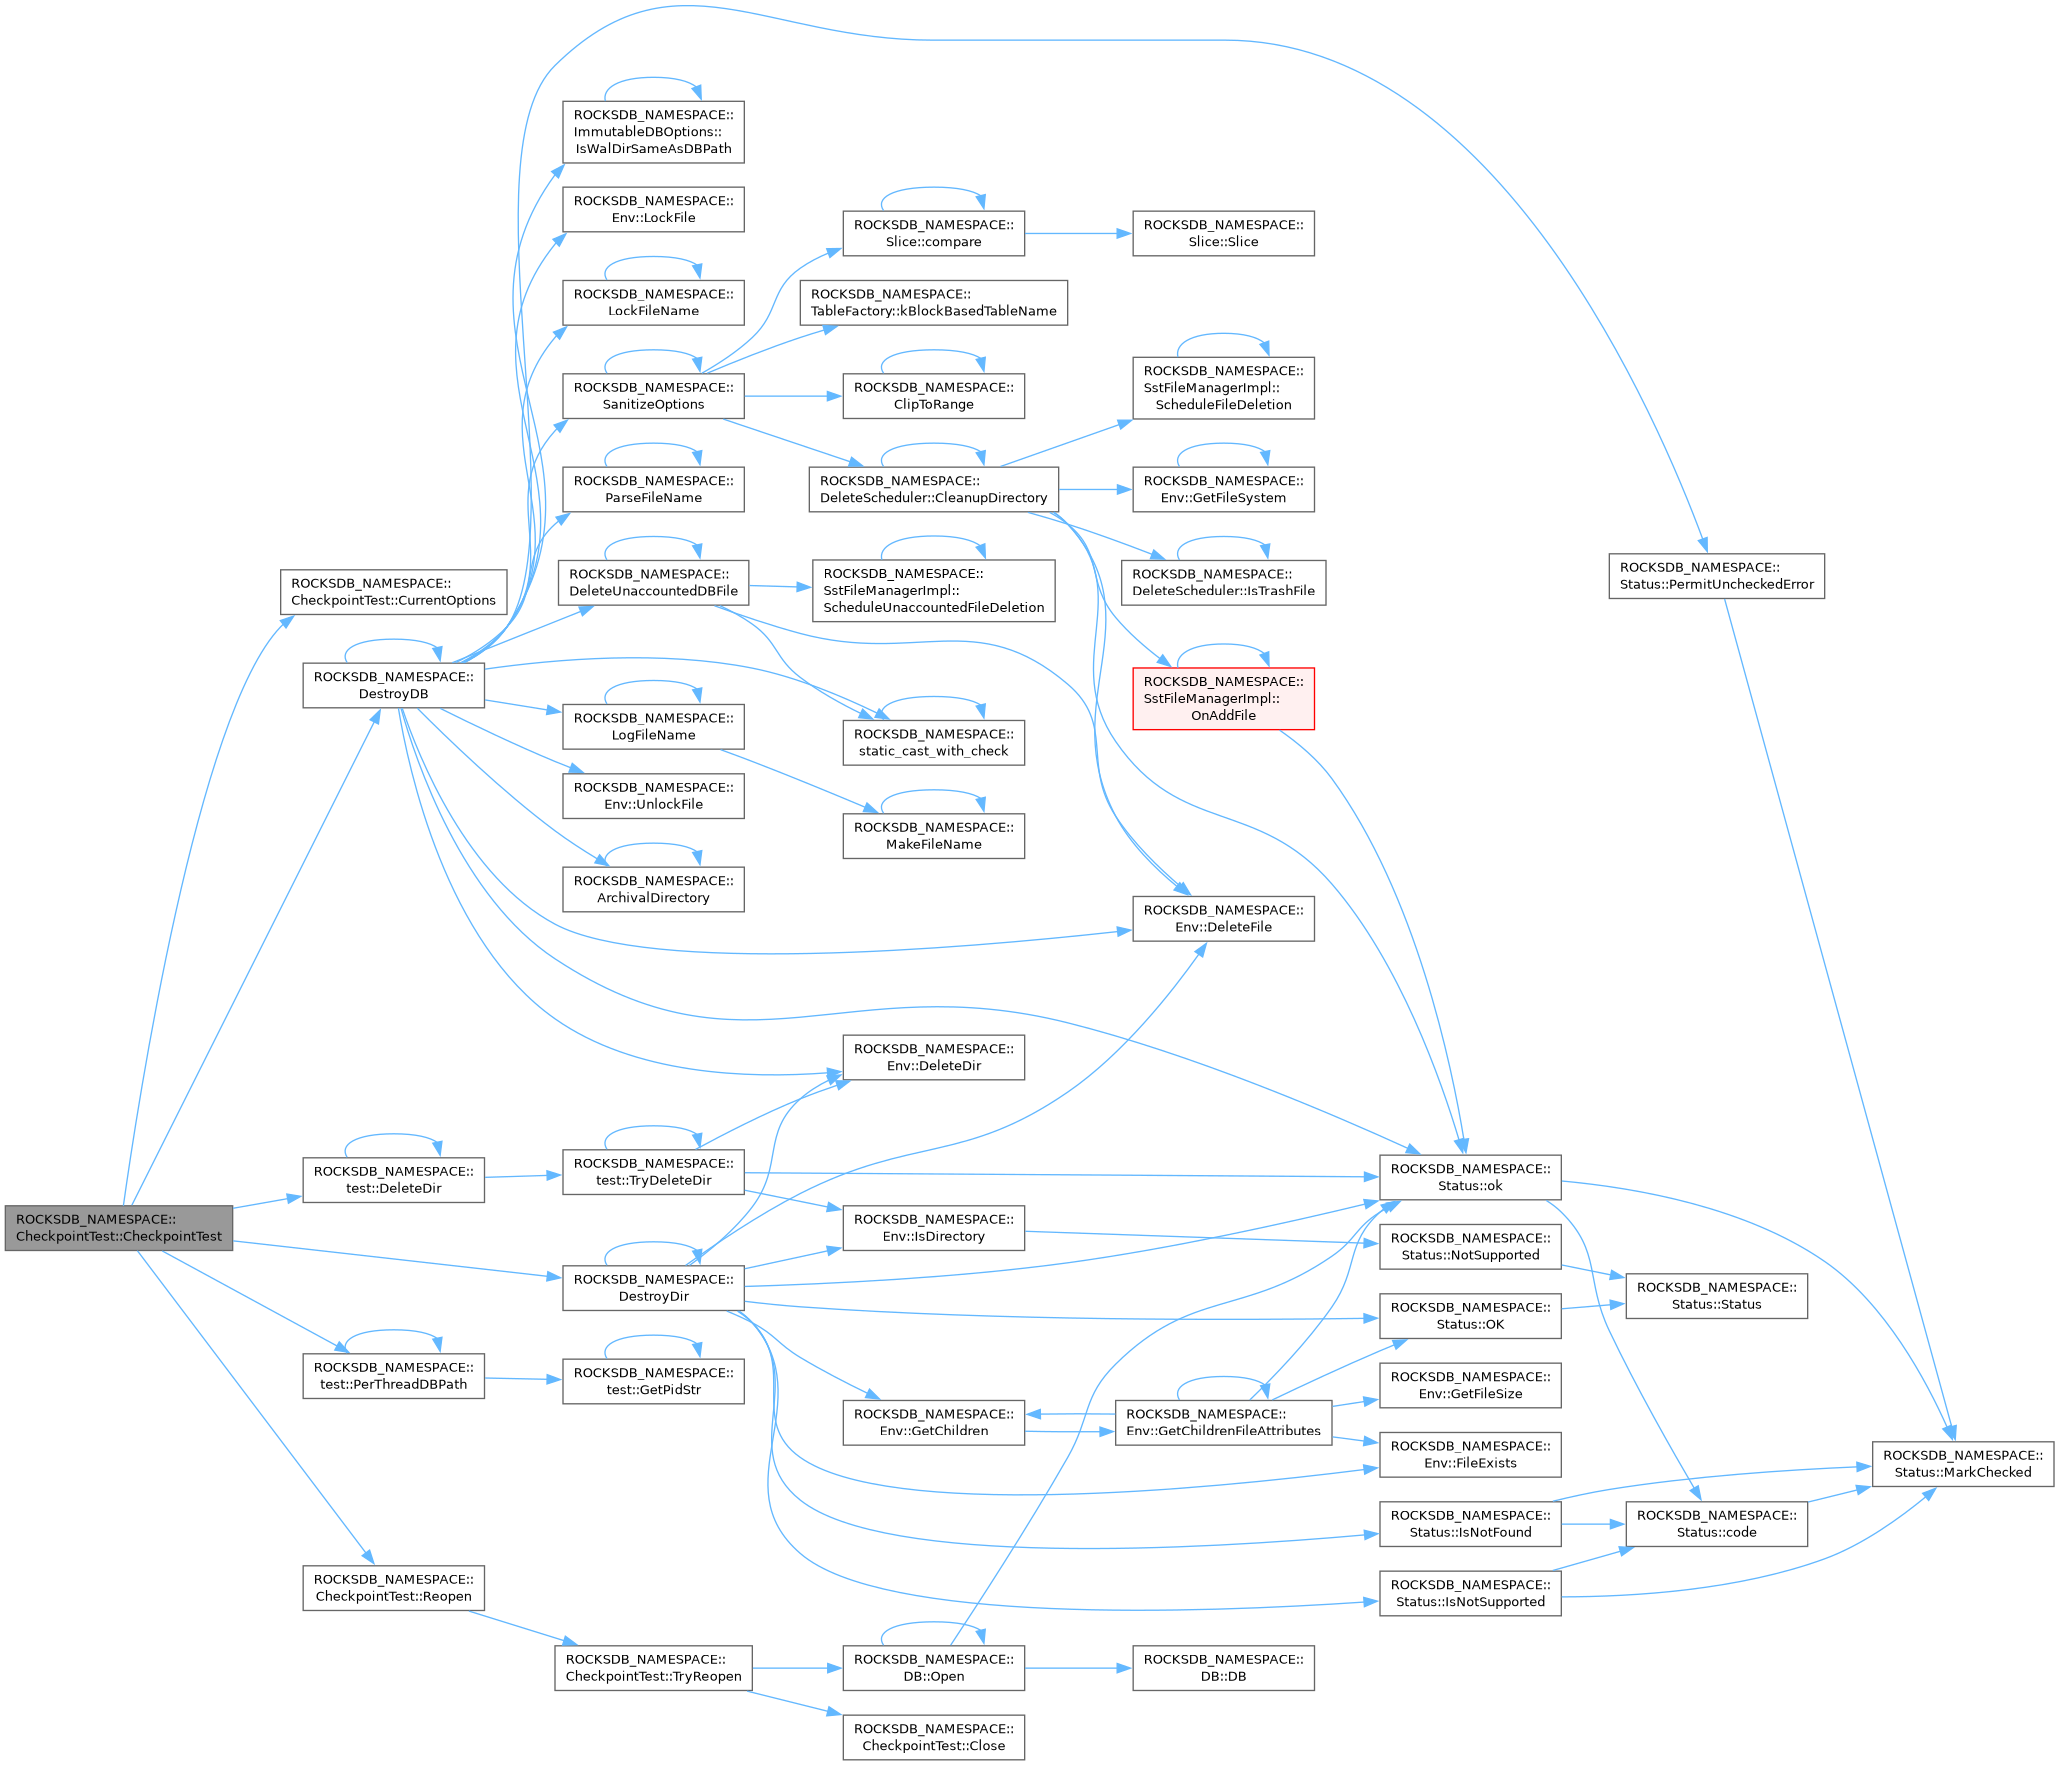 ROCKSDB_NAMESPACE::
CheckpointTest::CheckpointTest
ROCKSDB_NAMESPACE::
CheckpointTest::CurrentOptions
ROCKSDB_NAMESPACE::
DestroyDB
ROCKSDB_NAMESPACE::
test::DeleteDir
ROCKSDB_NAMESPACE::
test::PerThreadDBPath
ROCKSDB_NAMESPACE::
CheckpointTest::Reopen
ROCKSDB_NAMESPACE::
ImmutableDBOptions::
IsWalDirSameAsDBPath
ROCKSDB_NAMESPACE::
Env::LockFile
ROCKSDB_NAMESPACE::
LockFileName
ROCKSDB_NAMESPACE::
SanitizeOptions
ROCKSDB_NAMESPACE::
ParseFileName
ROCKSDB_NAMESPACE::
DeleteUnaccountedDBFile
ROCKSDB_NAMESPACE::
LogFileName
ROCKSDB_NAMESPACE::
Env::UnlockFile
ROCKSDB_NAMESPACE::
ArchivalDirectory
ROCKSDB_NAMESPACE::
test::TryDeleteDir
ROCKSDB_NAMESPACE::
DestroyDir
ROCKSDB_NAMESPACE::
test::GetPidStr
ROCKSDB_NAMESPACE::
CheckpointTest::TryReopen
ROCKSDB_NAMESPACE::
Slice::compare
ROCKSDB_NAMESPACE::
TableFactory::kBlockBasedTableName
ROCKSDB_NAMESPACE::
ClipToRange
ROCKSDB_NAMESPACE::
DeleteScheduler::CleanupDirectory
ROCKSDB_NAMESPACE::
SstFileManagerImpl::
ScheduleUnaccountedFileDeletion
ROCKSDB_NAMESPACE::
static_cast_with_check
ROCKSDB_NAMESPACE::
MakeFileName
ROCKSDB_NAMESPACE::
Env::DeleteDir
ROCKSDB_NAMESPACE::
Env::IsDirectory
ROCKSDB_NAMESPACE::
Env::GetChildren
ROCKSDB_NAMESPACE::
DB::Open
ROCKSDB_NAMESPACE::
CheckpointTest::Close
ROCKSDB_NAMESPACE::
Slice::Slice
ROCKSDB_NAMESPACE::
SstFileManagerImpl::
ScheduleFileDeletion
ROCKSDB_NAMESPACE::
Env::GetFileSystem
ROCKSDB_NAMESPACE::
DeleteScheduler::IsTrashFile
ROCKSDB_NAMESPACE::
SstFileManagerImpl::
OnAddFile
ROCKSDB_NAMESPACE::
Env::DeleteFile
ROCKSDB_NAMESPACE::
Env::GetChildrenFileAttributes
ROCKSDB_NAMESPACE::
DB::DB
ROCKSDB_NAMESPACE::
Status::ok
ROCKSDB_NAMESPACE::
Status::NotSupported
ROCKSDB_NAMESPACE::
Status::OK
ROCKSDB_NAMESPACE::
Env::GetFileSize
ROCKSDB_NAMESPACE::
Env::FileExists
ROCKSDB_NAMESPACE::
Status::IsNotFound
ROCKSDB_NAMESPACE::
Status::IsNotSupported
ROCKSDB_NAMESPACE::
Status::PermitUncheckedError
ROCKSDB_NAMESPACE::
Status::Status
ROCKSDB_NAMESPACE::
Status::code
ROCKSDB_NAMESPACE::
Status::MarkChecked